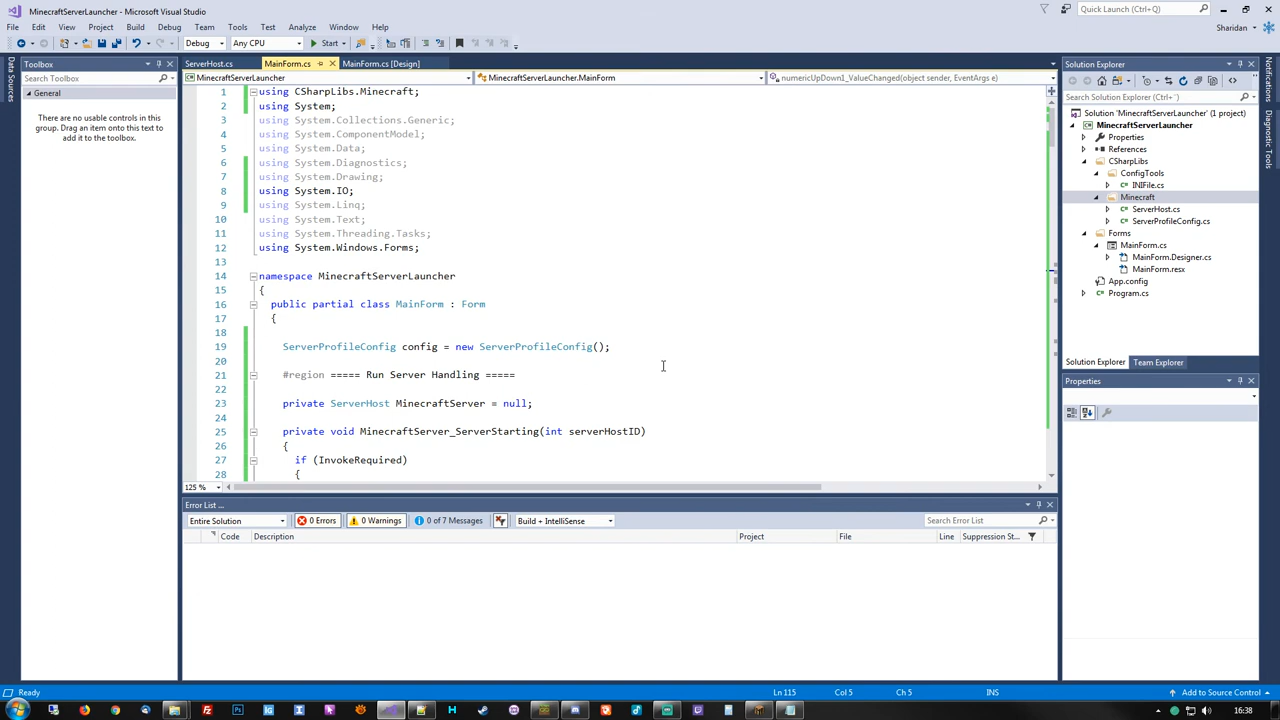 MinecraftServerLauncher - Microsoft Visual Studio
Quick Launch (Ctrl+Q)
File Edit View Project Build Debug Team Tools Test Analyze Window Help
Sharidan
Debug Any CPU Start
Data Sources
Toolbox
Search Toolbox
General
There are no usable controls in this
group. Drag an item onto this text to
add it to the toolbox.
ServerHost.cs MainForm.cs MainForm.cs [Design]
MinecraftServerLauncher MinecraftServerLauncher.MainForm numericUpDown1_ValueChanged(object sender, EventArgs e)
1 using CSharpLibs.Minecraft;
2 using System;
3 using System.Collections.Generic;
4 using System.ComponentModel;
5 using System.Data;
6 using System.Diagnostics;
7 using System.Drawing;
8 using System.IO;
9 using System.Linq;
10 using System.Text;
11 using System.Threading.Tasks;
12 using System.Windows.Forms;
13
14 namespace MinecraftServerLauncher
15 {
16 public partial class MainForm : Form
17 {
18
19 ServerProfileConfig config = new ServerProfileConfig();
20
21 #region ===== Run Server Handling =====
22
23 private ServerHost MinecraftServer = null;
24
25 private void MinecraftServer_ServerStarting(int serverHostID)
26 {
27 if (InvokeRequired)
28 {
125 %
Error List ...
Entire Solution 0 Errors 0 Warnings 0 of 7 Messages Build + IntelliSense Search Error List
Code Description Project File Line Suppression St...
Solution Explorer
Search Solution Explorer (Ctrl+¨)
Solution 'MinecraftServerLauncher' (1 project)
MinecraftServerLauncher
Properties
References
CSharpLibs
ConfigTools
INIFile.cs
Minecraft
ServerHost.cs
ServerProfileConfig.cs
Forms
MainForm.cs
MainForm.Designer.cs
MainForm.resx
App.config
Program.cs
Solution Explorer Team Explorer
Properties
Notifications
Diagnostic Tools
Ready Ln 115 Col 5 Ch 5 INS Add to Source Control
16:38